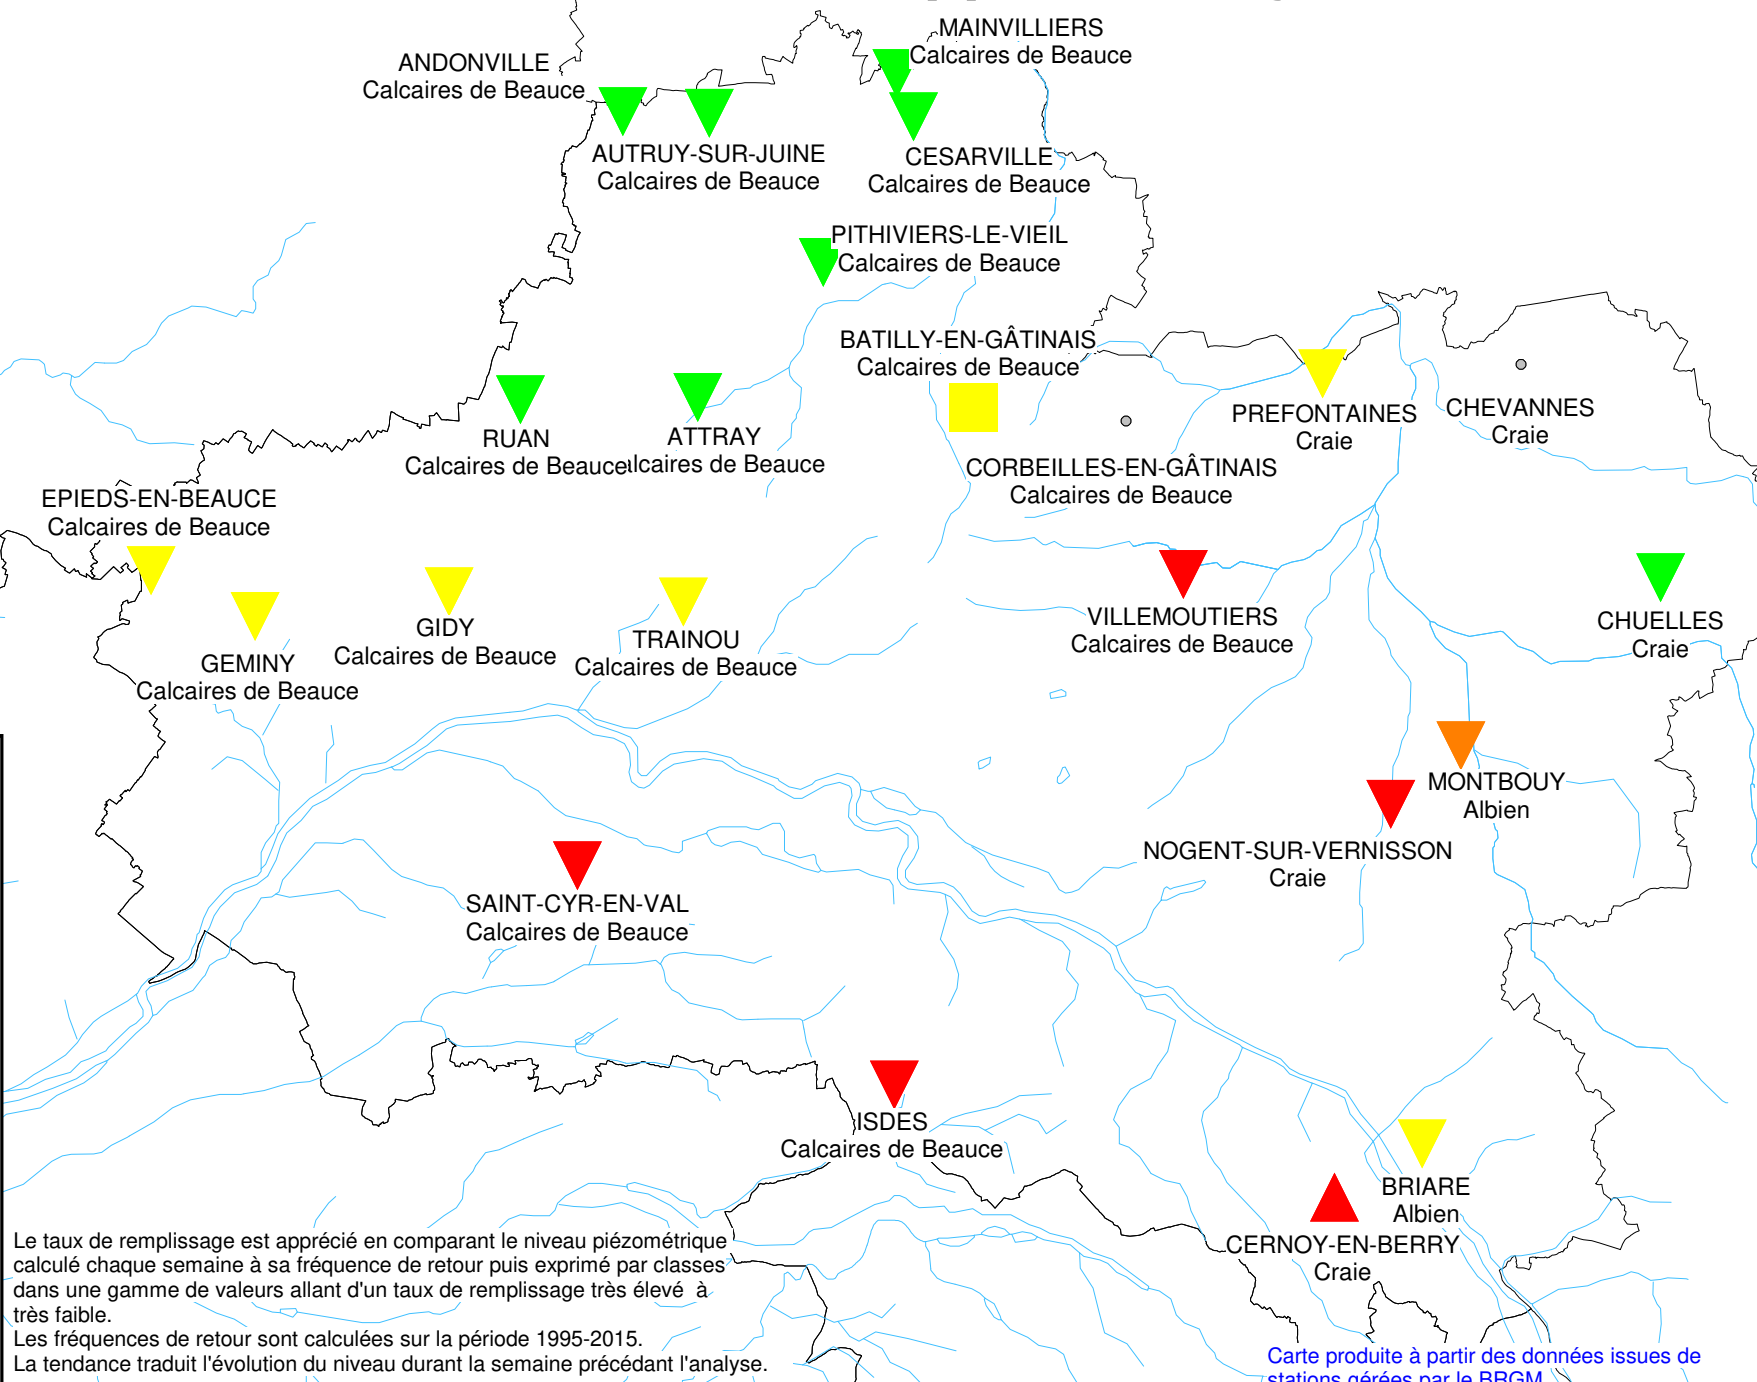 MAINVILLIERS
Calcaires de Beauce
ANDONVILLE
Calcaires de Beauce
AUTRUY-SUR-JUINE
Calcaires de Beauce
CESARVILLE
Calcaires de Beauce
PITHIVIERS-LE-VIEIL
Calcaires de Beauce
BATILLY-EN-GÂTINAIS
Calcaires de Beauce
PREFONTAINES
Craie
CHEVANNES
Craie
RUAN
Calcaires de Beauce
ATTRAY
lcaires de Beauce
CORBEILLES-EN-GÂTINAIS
Calcaires de Beauce
EPIEDS-EN-BEAUCE
Calcaires de Beauce
VILLEMOUTIERS
Calcaires de Beauce
CHUELLES
Craie
GIDY
Calcaires de Beauce
TRAINOU
Calcaires de Beauce
GEMINY
Calcaires de Beauce
MONTBOUY
Albien
NOGENT-SUR-VERNISSON
Craie
SAINT-CYR-EN-VAL
Calcaires de Beauce
ISDES
Calcaires de Beauce
BRIARE
Albien
CERNOY-EN-BERRY
Craie
Le taux de remplissage est apprécié en comparant le niveau piézométrique
calculé chaque semaine à sa fréquence de retour puis exprimé par classes
dans une gamme de valeurs allant d'un taux de remplissage très élevé à
très faible.
Les fréquences de retour sont calculées sur la période 1995-2015.
La tendance traduit l'évolution du niveau durant la semaine précédant l'analyse.
Carte produite à partir des données issues de
stations gérées par le BRGM